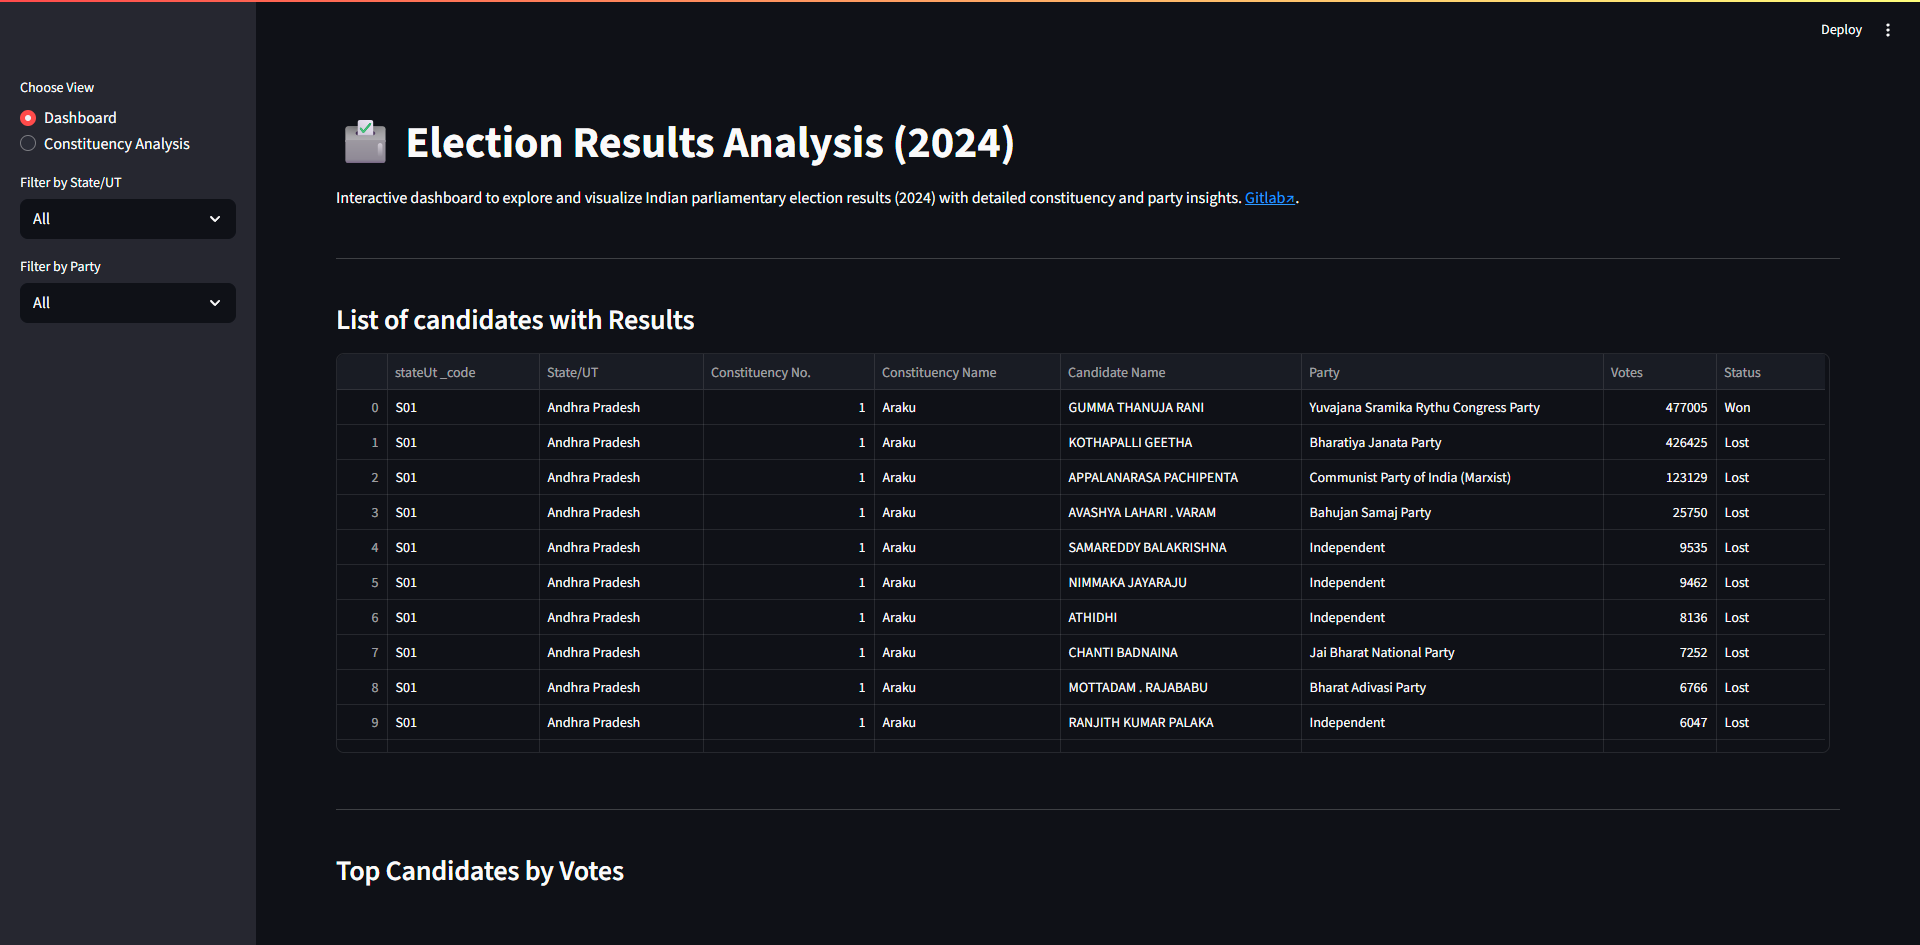 Deploy
Choose View
Dashboard
Constituency Analysis
Filter by State/UT
All
Filter by Party
All
Election Results Analysis (2024)
Interactive dashboard to explore and visualize Indian parliamentary election results (2024) with detailed constituency and party insights. Gitlab↗.
List of candidates with Results
stateUt _code State/UT Constituency No. Constituency Name Candidate Name Party Votes Status
0 S01 Andhra Pradesh 1 Araku GUMMA THANUJA RANI Yuvajana Sramika Rythu Congress Party 477005 Won
1 S01 Andhra Pradesh 1 Araku KOTHAPALLI GEETHA Bharatiya Janata Party 426425 Lost
2 S01 Andhra Pradesh 1 Araku APPALANARASA PACHIPENTA Communist Party of India (Marxist) 123129 Lost
3 S01 Andhra Pradesh 1 Araku AVASHYA LAHARI . VARAM Bahujan Samaj Party 25750 Lost
4 S01 Andhra Pradesh 1 Araku SAMAREDDY BALAKRISHNA Independent 9535 Lost
5 S01 Andhra Pradesh 1 Araku NIMMAKA JAYARAJU Independent 9462 Lost
6 S01 Andhra Pradesh 1 Araku ATHIDHI Independent 8136 Lost
7 S01 Andhra Pradesh 1 Araku CHANTI BADNAINA Jai Bharat National Party 7252 Lost
8 S01 Andhra Pradesh 1 Araku MOTTADAM . RAJABABU Bharat Adivasi Party 6766 Lost
9 S01 Andhra Pradesh 1 Araku RANJITH KUMAR PALAKA Independent 6047 Lost
Top Candidates by Votes